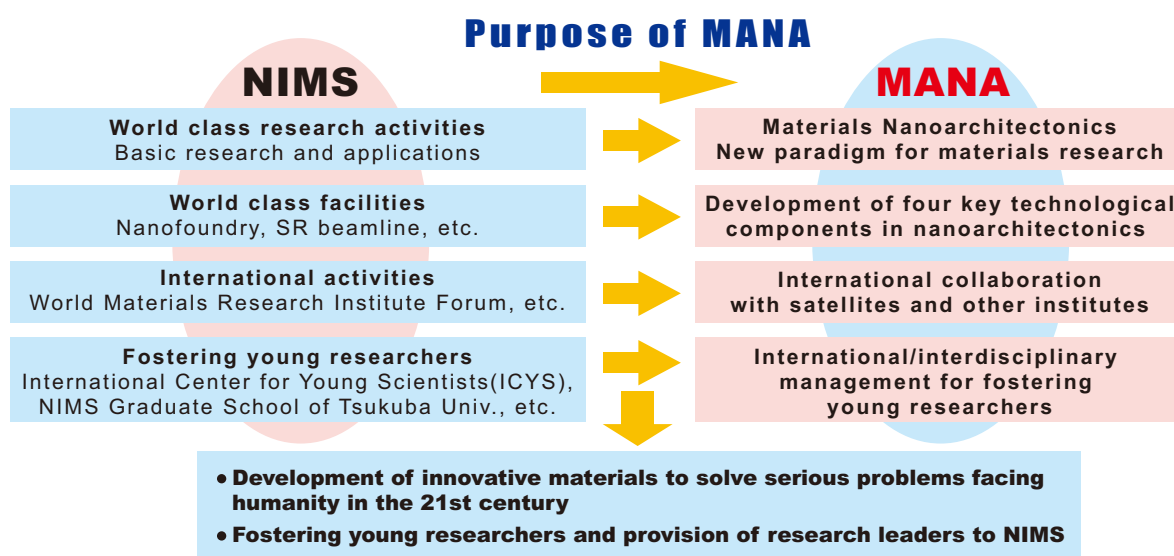 Purpose of MANA
NIMS
MANA
World class research activities
Basic research and applications
Materials Nanoarchitectonics
New paradigm for materials research
World class facilities
Nanofoundry, SR beamline, etc.
Development of four key technological
components in nanoarchitectonics
International activities
World Materials Research Institute Forum, etc.
International collaboration
with satellites and other institutes
Fostering young researchers
International Center for Young Scientists(ICYS),
NIMS Graduate School of Tsukuba Univ., etc.
International/interdisciplinary
management for fostering
young researchers
• Development of innovative materials to solve serious problems facing
humanity in the 21st century
• Fostering young researchers and provision of research leaders to NIMS